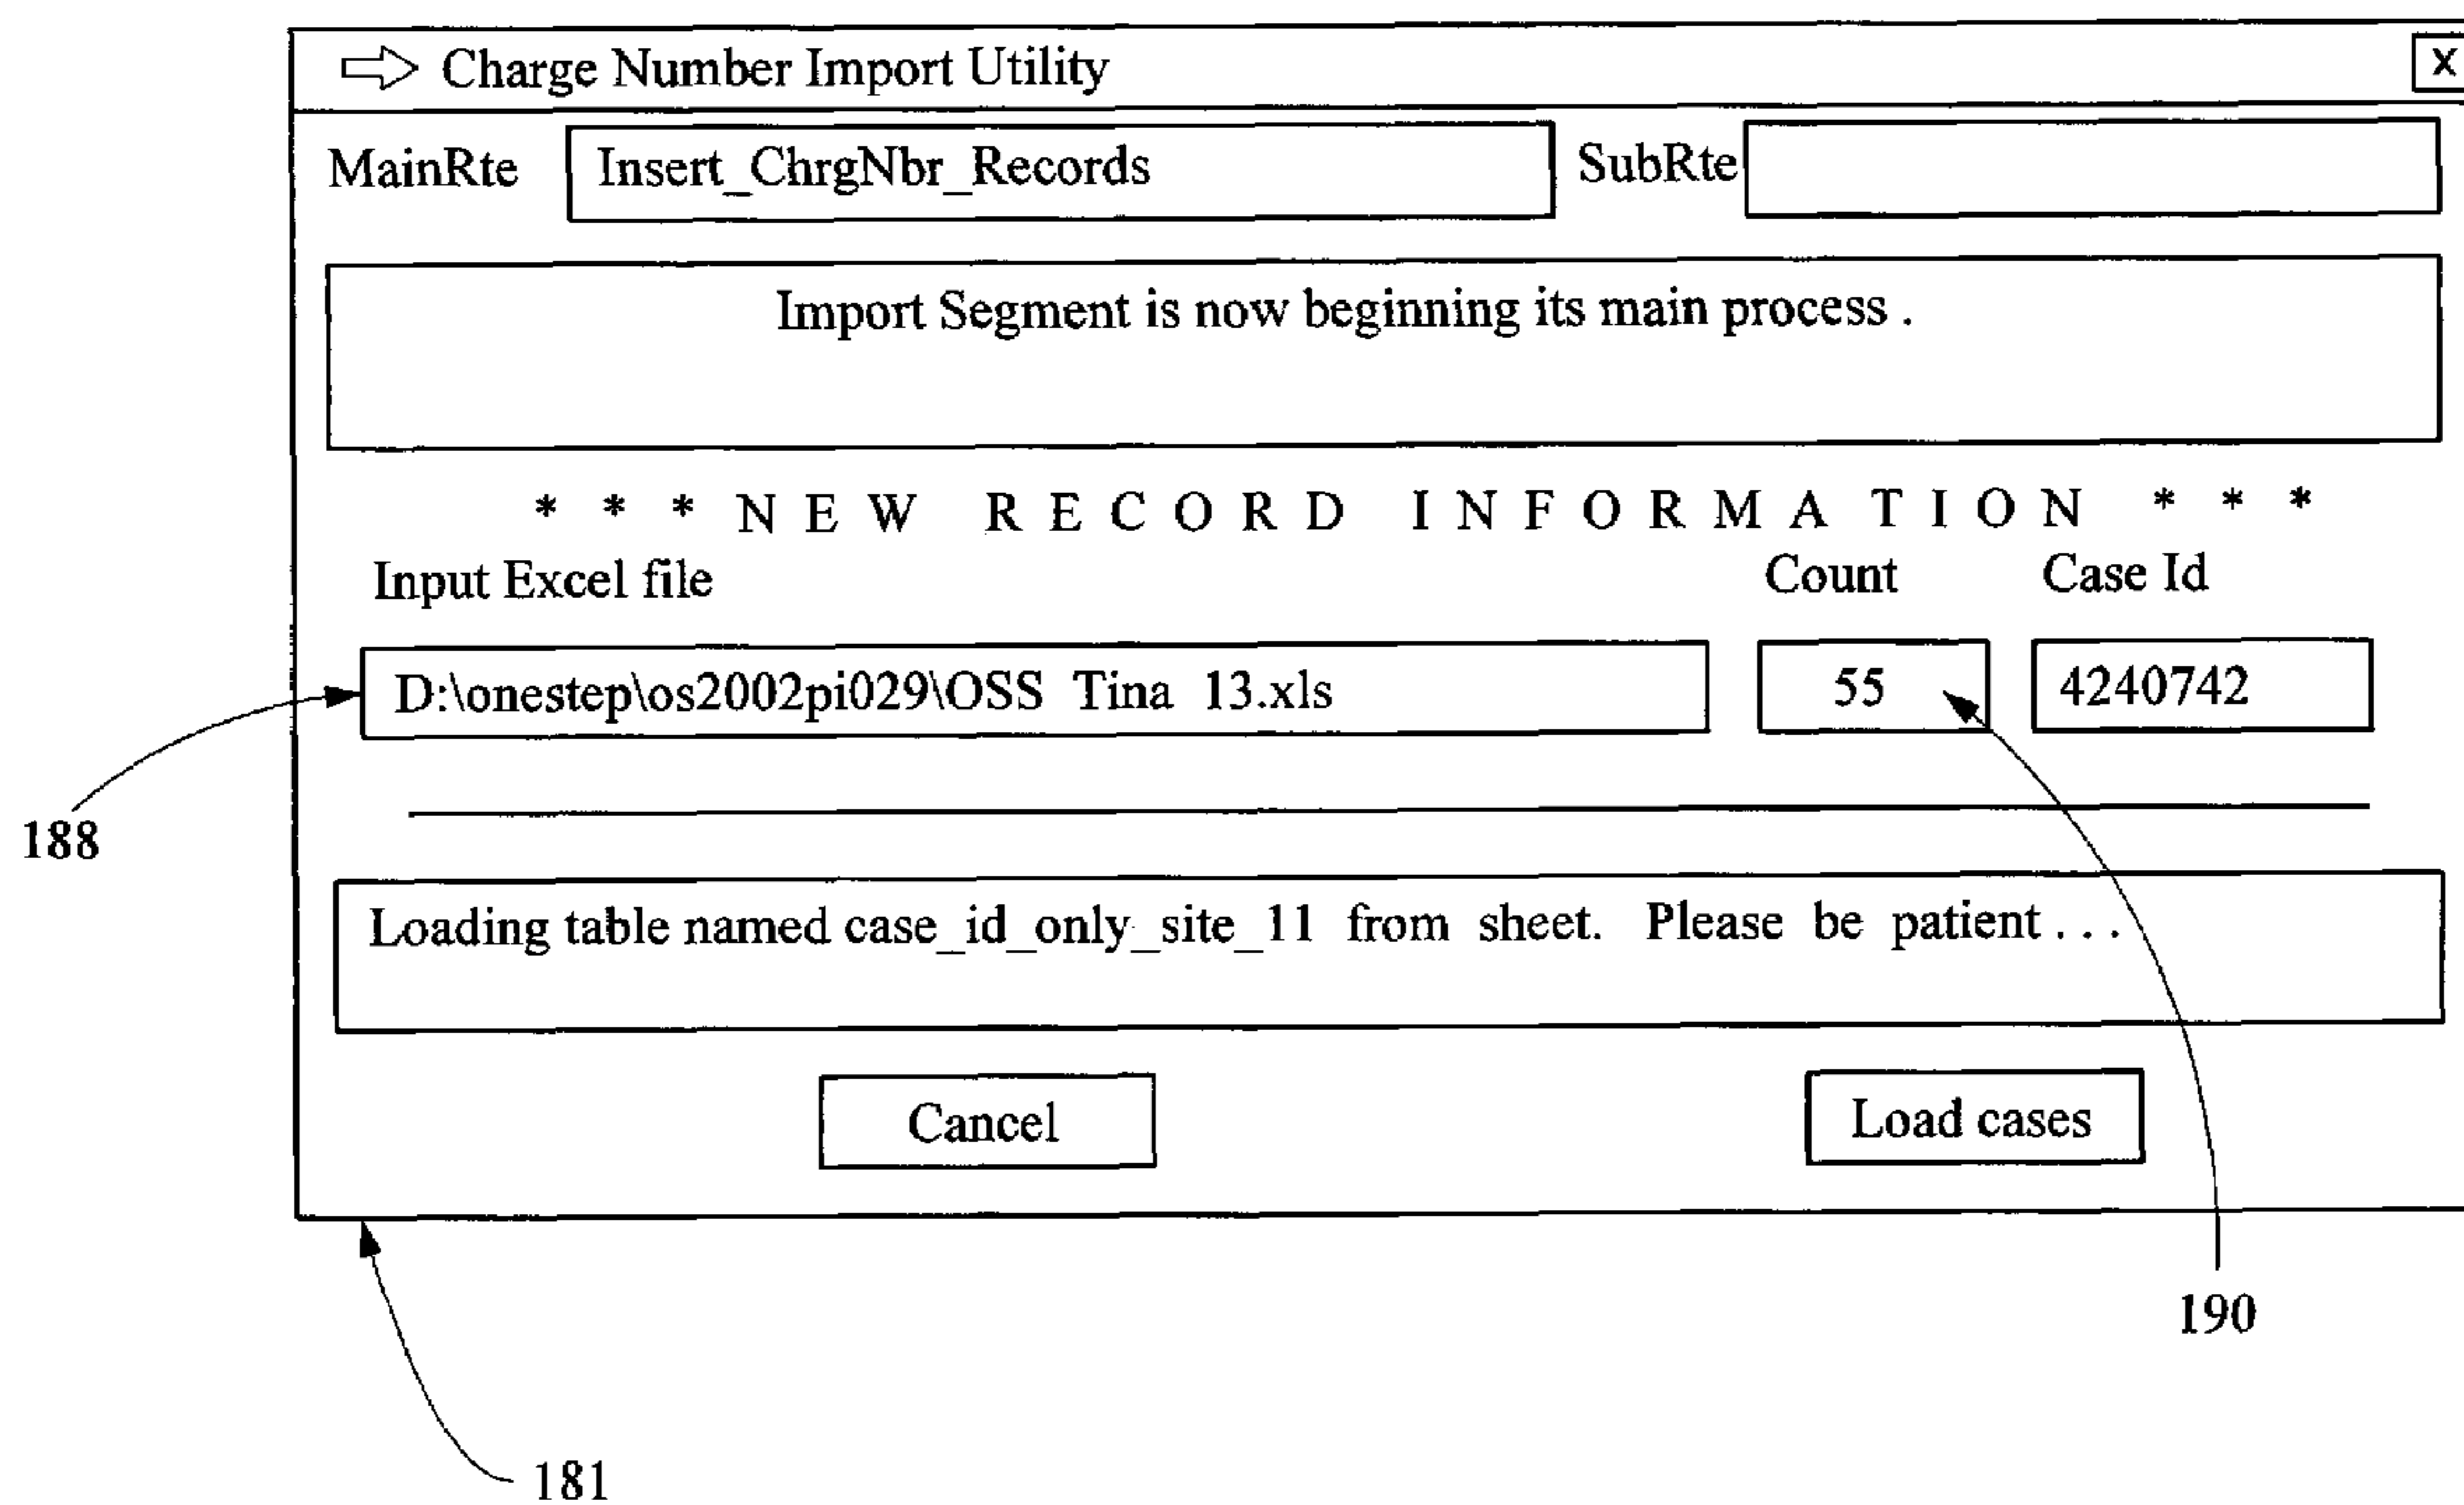 Charge Number Import Utility X
MainRte Insert_ChrgNbr_Records SubRte
Import Segment is now beginning its main process .
* * * N E W R E C O R D I N F O R M A T I O N * * *
Input Excel file Count Case Id
D:\onestep\os2002pi029\OSS Tina 13.xls 55 4240742
188
Loading table named case_id_only_site_11 from sheet. Please be patient . . .
Cancel Load cases
190
181